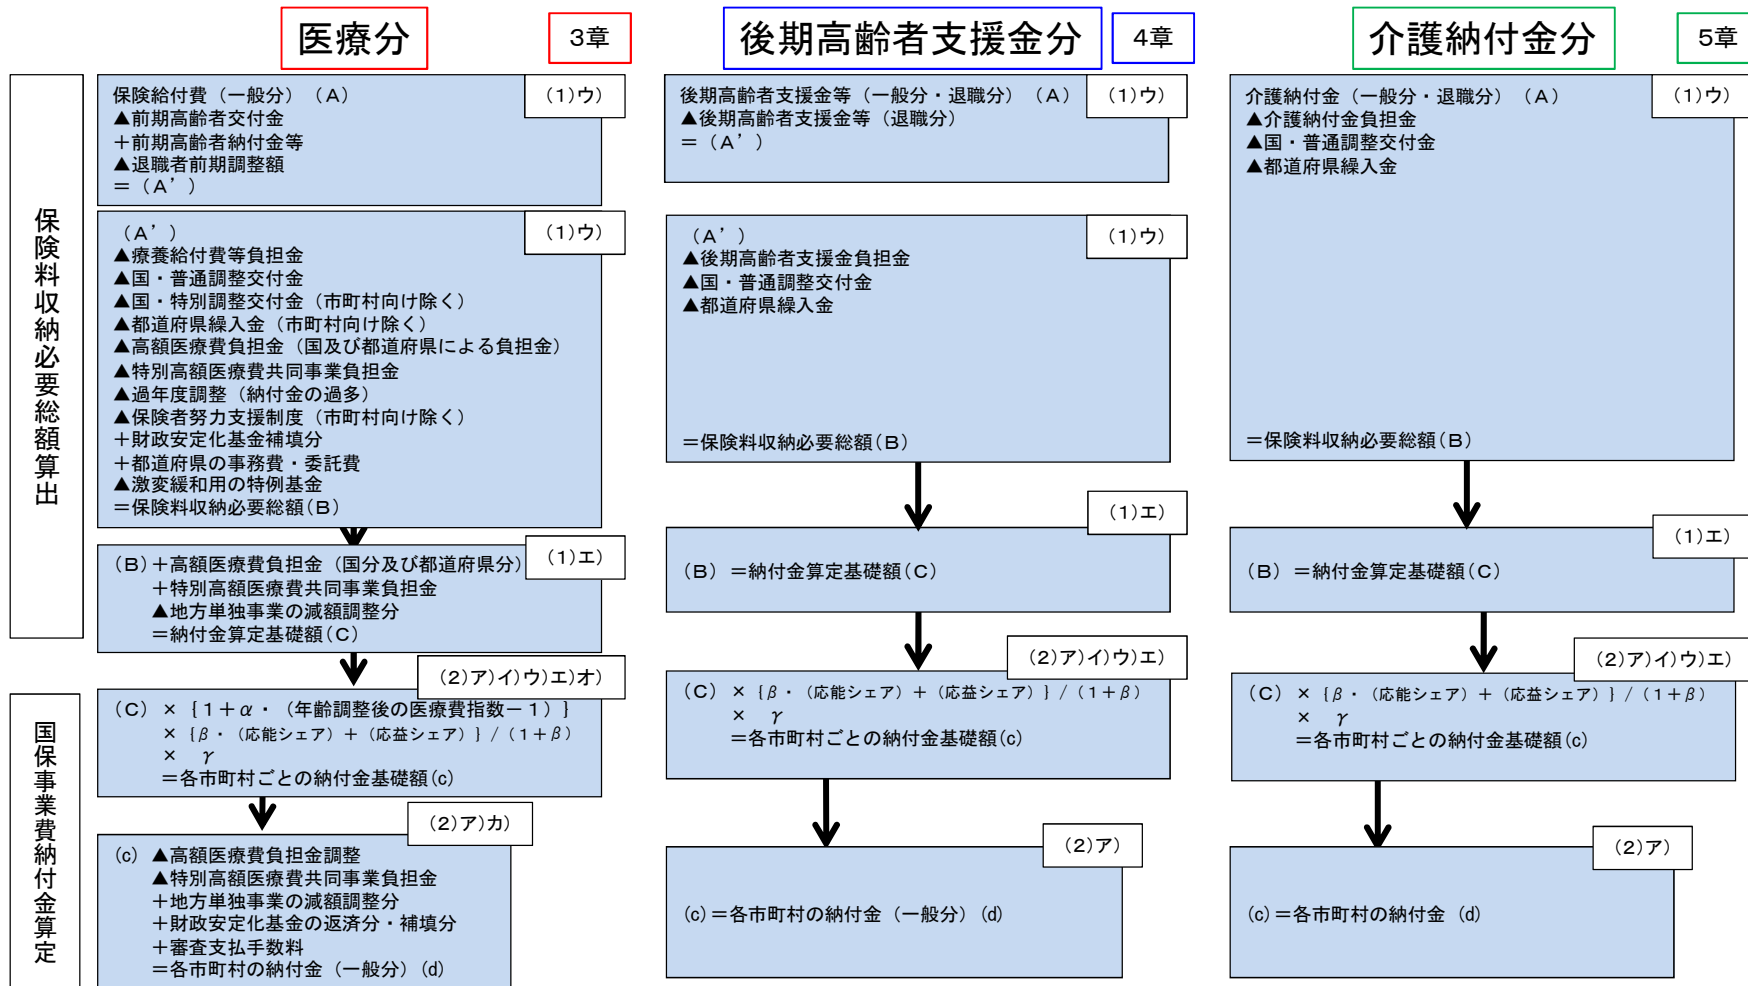 医療分
3章
保険料収納必要総額算出
保険給付費（一般分）（A）
(1)ウ)
▲前期高齢者交付金
＋前期高齢者納付金等
▲退職者前期調整額
＝（A’）
（A’）
(1)ウ)
▲療養給付費等負担金
▲国・普通調整交付金
▲国・特別調整交付金（市町村向け除く）
▲都道府県繰入金（市町村向け除く）
▲高額医療費負担金（国及び都道府県による負担金）
▲特別高額医療費共同事業負担金
▲過年度調整（納付金の過多）
▲保険者努力支援制度（市町村向け除く）
＋財政安定化基金補填分
＋都道府県の事務費・委託費
▲激変緩和用の特例基金
＝保険料収納必要総額(B)
(1)エ)
(B)＋高額医療費負担金（国分及び都道府県分）
＋特別高額医療費共同事業負担金
▲地方単独事業の減額調整分
＝納付金算定基礎額(C)
国保事業費納付金算定
(2)ア)イ)ウ)エ)オ)
(C) × {１＋α・（年齢調整後の医療費指数－１）}
× {β・（応能シェア）＋（応益シェア）}／(１＋β)
× γ
＝各市町村ごとの納付金基礎額(c)
(2)ア)カ)
(c) ▲高額医療費負担金調整
▲特別高額医療費共同事業負担金
＋地方単独事業の減額調整分
＋財政安定化基金の返済分・補填分
＋審査支払手数料
＝各市町村の納付金（一般分）(d)
後期高齢者支援金分
4章
後期高齢者支援金等（一般分・退職分）（A）
(1)ウ)
▲後期高齢者支援金等（退職分）
＝（A’）
（A’）
(1)ウ)
▲後期高齢者支援金負担金
▲国・普通調整交付金
▲都道府県繰入金
＝保険料収納必要総額(B)
(1)エ)
(B) ＝納付金算定基礎額(C)
(2)ア)イ)ウ)エ)
(C) × {β・（応能シェア）＋（応益シェア）}／(１＋β)
× γ
＝各市町村ごとの納付金基礎額(c)
(2)ア)
(c)＝各市町村の納付金（一般分）(d)
介護納付金分
5章
介護納付金（一般分・退職分）（A）
(1)ウ)
▲介護納付金負担金
▲国・普通調整交付金
▲都道府県繰入金
＝保険料収納必要総額(B)
(1)エ)
(B) ＝納付金算定基礎額(C)
(2)ア)イ)ウ)エ)
(C) × {β・（応能シェア）＋（応益シェア）}／(１＋β)
× γ
＝各市町村ごとの納付金基礎額(c)
(2)ア)
(c)＝各市町村の納付金 (d)